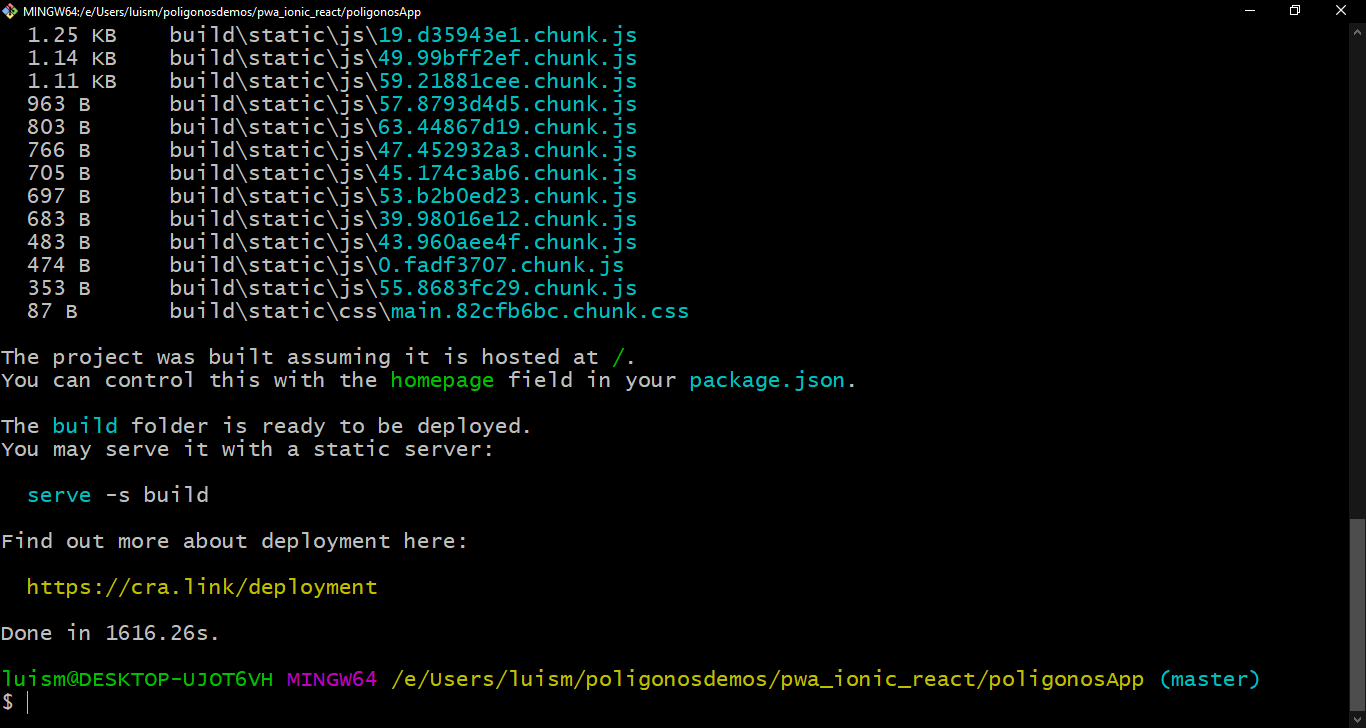 MINGW64:/e/Users/luism/poligonosdemos/pwa_ionic_react/poligonosApp
1.25 KB build\static\js\19.d35943e1.chunk.js
1.14 KB build\static\js\49.99bff2ef.chunk.js
1.11 KB build\static\js\59.21881cee.chunk.js
963 B build\static\js\57.8793d4d5.chunk.js
803 B build\static\js\63.44867d19.chunk.js
766 B build\static\js\47.452932a3.chunk.js
705 B build\static\js\45.174c3ab6.chunk.js
697 B build\static\js\53.b2b0ed23.chunk.js
683 B build\static\js\39.98016e12.chunk.js
483 B build\static\js\43.960aee4f.chunk.js
474 B build\static\js\0.fadf3707.chunk.js
353 B build\static\js\55.8683fc29.chunk.js
87 B build\static\css\main.82cfb6bc.chunk.css
The project was built assuming it is hosted at /.
You can control this with the homepage field in your package.json.
The build folder is ready to be deployed.
You may serve it with a static server:
serve -s build
Find out more about deployment here:
https://cra.link/deployment
Done in 1616.26s.
luism@DESKTOP-UJOT6VH MINGW64 /e/Users/luism/poligonosdemos/pwa_ionic_react/poligonosApp (master)
$